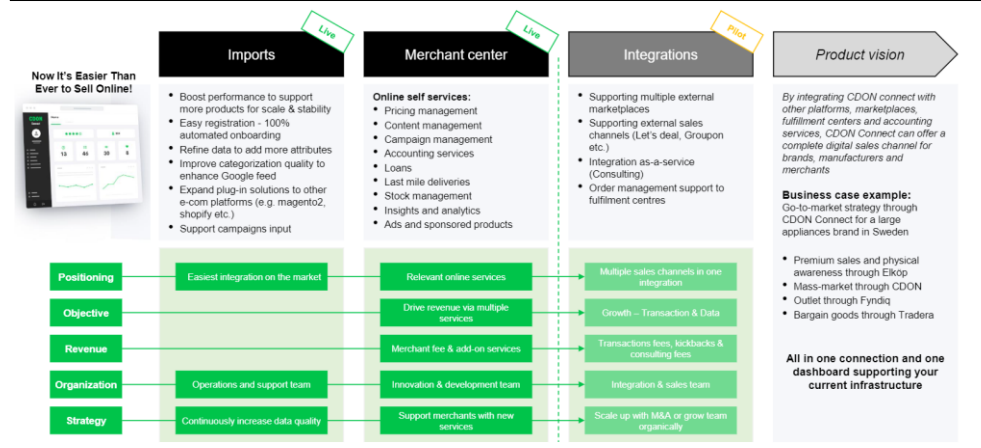 Live
Live
Pilot
Imports
Merchant center
Integrations
Product vision
Now It's Easier Than
Ever to Sell Online!
CDON
• Boost performance to support
more products for scale & stability
• Easy registration - 100%
automated onboarding
• Refine data to add more attributes
• Improve categorization quality to
enhance Google feed
• Expand plug-in solutions to other
e-com platforms (e.g. magento2,
shopify etc.)
• Support campaigns input
Online self services:
• Pricing management
• Content management
• Campaign management
• Accounting services
• Loans
• Last mile deliveries
• Stock management
• Insights and analytics
• Ads and sponsored products
• Supporting multiple external
marketplaces
• Supporting external sales
channels (Let's deal, Groupon
etc.)
• Integration as-a-service
(Consulting)
• Order management support to
fulfilment centres
By integrating CDON connect with
other platforms, marketplaces,
fulfillment centers and accounting
services, CDON Connect can offer a
complete digital sales channel for
brands, manufacturers and
merchants
Business case example:
Go-to-market strategy through
CDON Connect for a large
appliances brand in Sweden
• Premium sales and physical
awareness through Elköp
• Mass-market through CDON
• Outlet through Fyndiq
• Bargain goods through Tradera
All in one connection and one
dashboard supporting your
current infrastructure
Positioning
Easiest integration on the market
Relevant online services
Multiple sales channels in one
integration
Objective
Drive revenue via multiple
services
Growth – Transaction & Data
Revenue
Merchant fee & add-on services
Transactions fees, kickbacks &
consulting fees
Organization
Operations and support team
Innovation & development team
Integration & sales team
Strategy
Continuously increase data quality
Support merchants with new
services
Scale up with M&A or grow team
organically